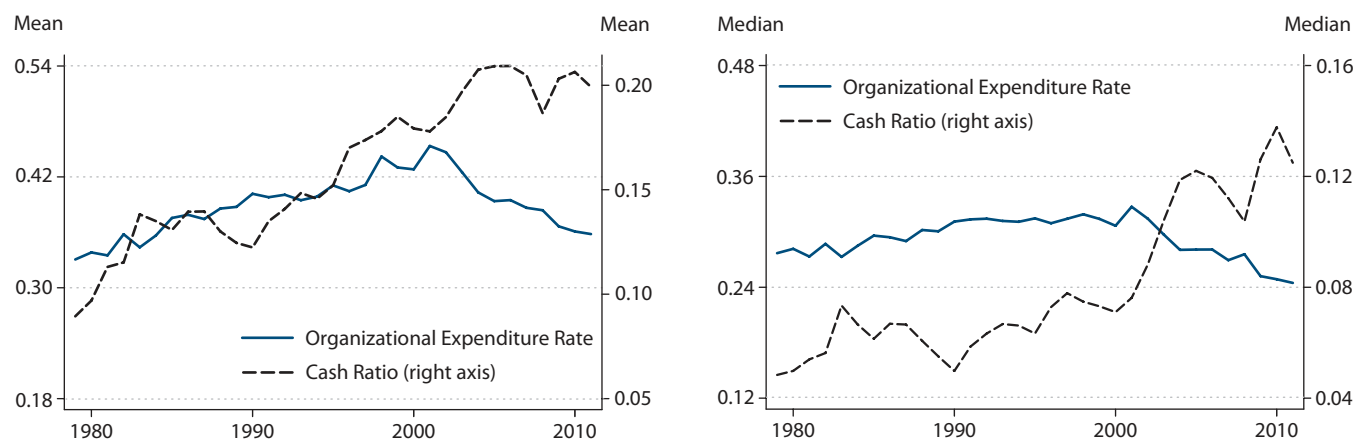 Mean
Mean
0.54
0.42
0.30
0.18
0.20
0.15
0.10
0.05
Organizational Expenditure Rate
Cash Ratio (right axis)
1980 1990 2000 2010
Median
Median
0.48
0.36
0.24
0.12
0.16
0.12
0.08
0.04
Organizational Expenditure Rate
Cash Ratio (right axis)
1980 1990 2000 2010